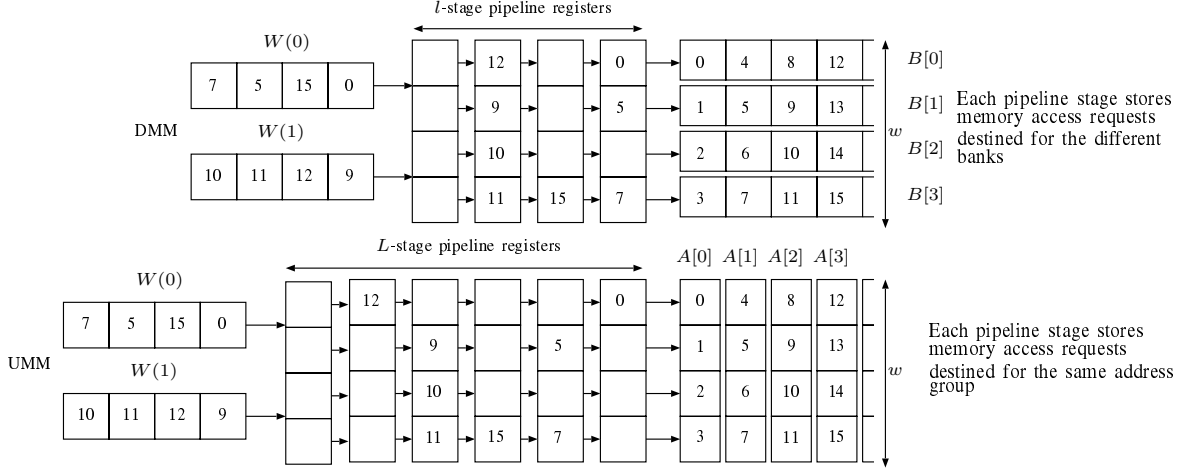 l-stage pipeline registers
W(0)
7 5 15 0
DMM
W(1)
10 11 12 9
12 0
9 5
10
11 15 7
0 4 8 12
1 5 9 13
2 6 10 14
3 7 11 15
w
B[0]
B[1]
B[2]
B[3]
Each pipeline stage stores
memory access requests
destined for the different
banks
L-stage pipeline registers
W(0)
7 5 15 0
UMM
W(1)
10 11 12 9
12 0
9 5
10
11 15 7
A[0] A[1] A[2] A[3]
0 4 8 12
1 5 9 13
2 6 10 14
3 7 11 15
w
Each pipeline stage stores
memory access requests
destined for the same address
group